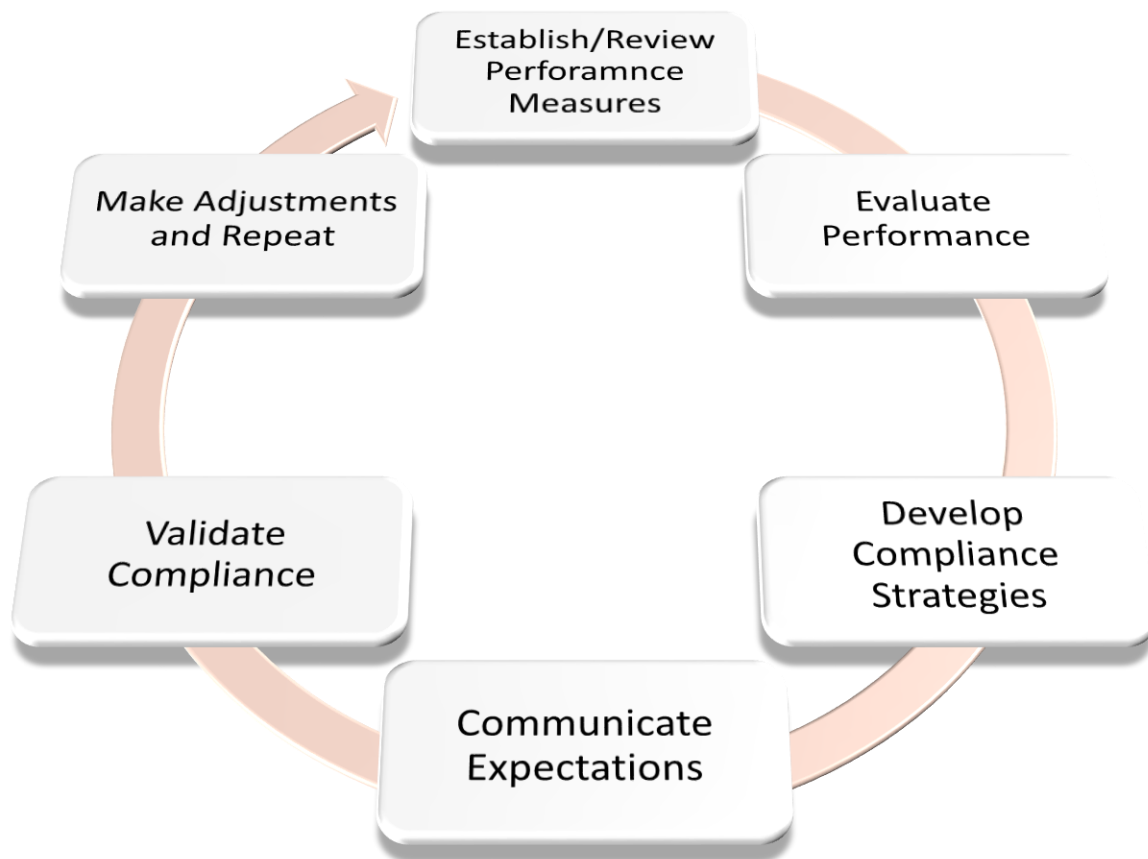 Establish/Review
Perforamnce
Measures
Evaluate
Performance
Develop
Compliance
Strategies
Communicate
Expectations
Validate
Compliance
Make Adjustments
and Repeat